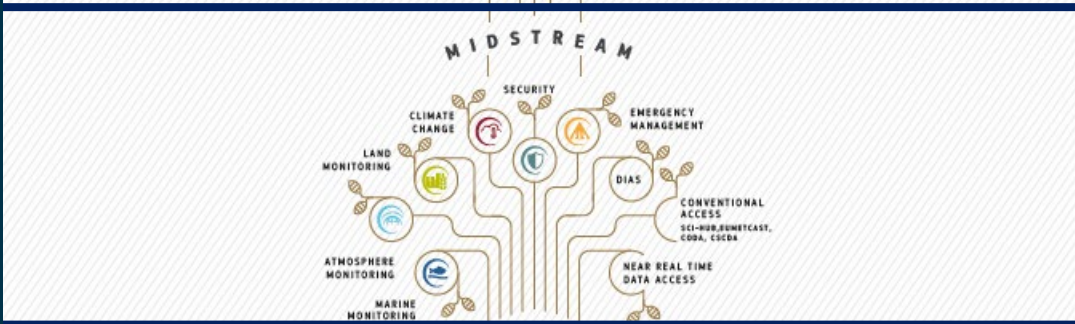 MIDSTREAM
SECURITY
CLIMATE
CHANGE
EMERGENCY
MANAGEMENT
LAND
MONITORING
DIAS
CONVENTIONAL
ACCESS
SCI-HUB,EUMETCAST,
CODA, CSCDA
ATMOSPHERE
MONITORING
NEAR REAL TIME
DATA ACCESS
MARINE
MONITORING